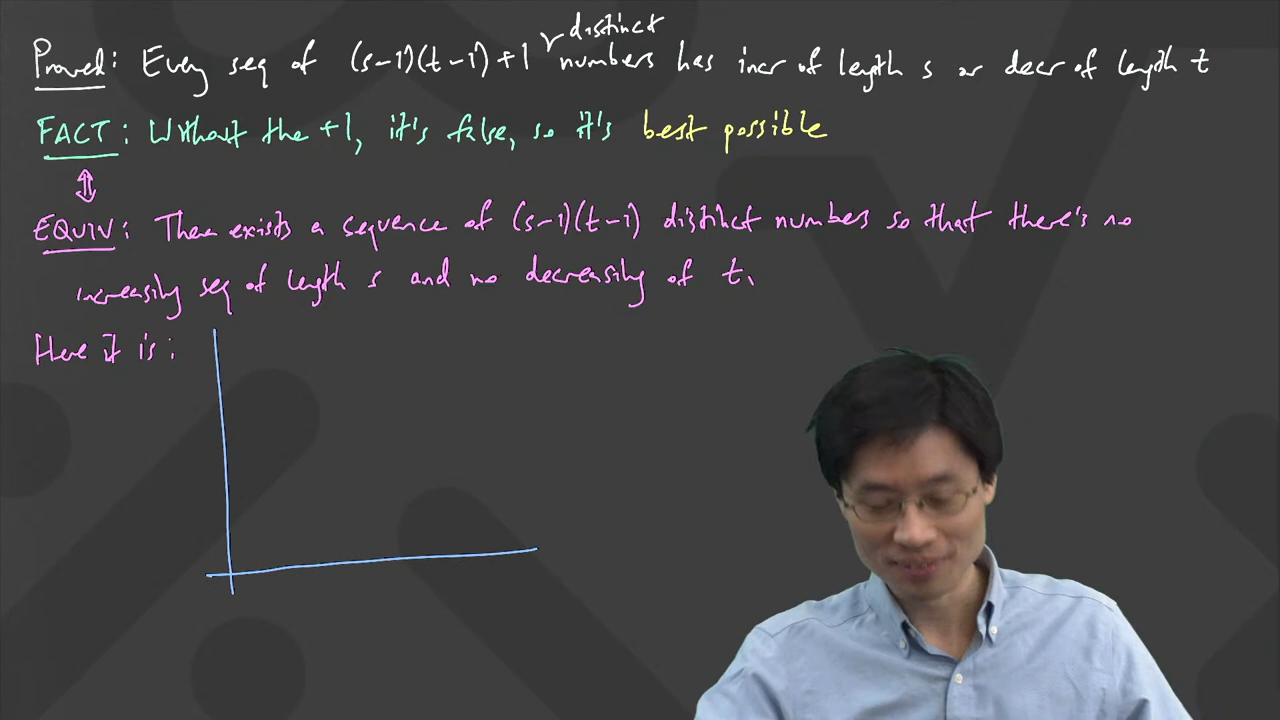 distinct
Proved: Every seq of (s-1)(t-1)+1 numbers has incr of length s or decr of length t
FACT: Without the +1, it's false, so it's best possible
⇕
EQUIV: There exists a sequence of (s-1)(t-1) distinct numbers so that there's no
increasing seq of length s and no decreasing of t.
Here it is: